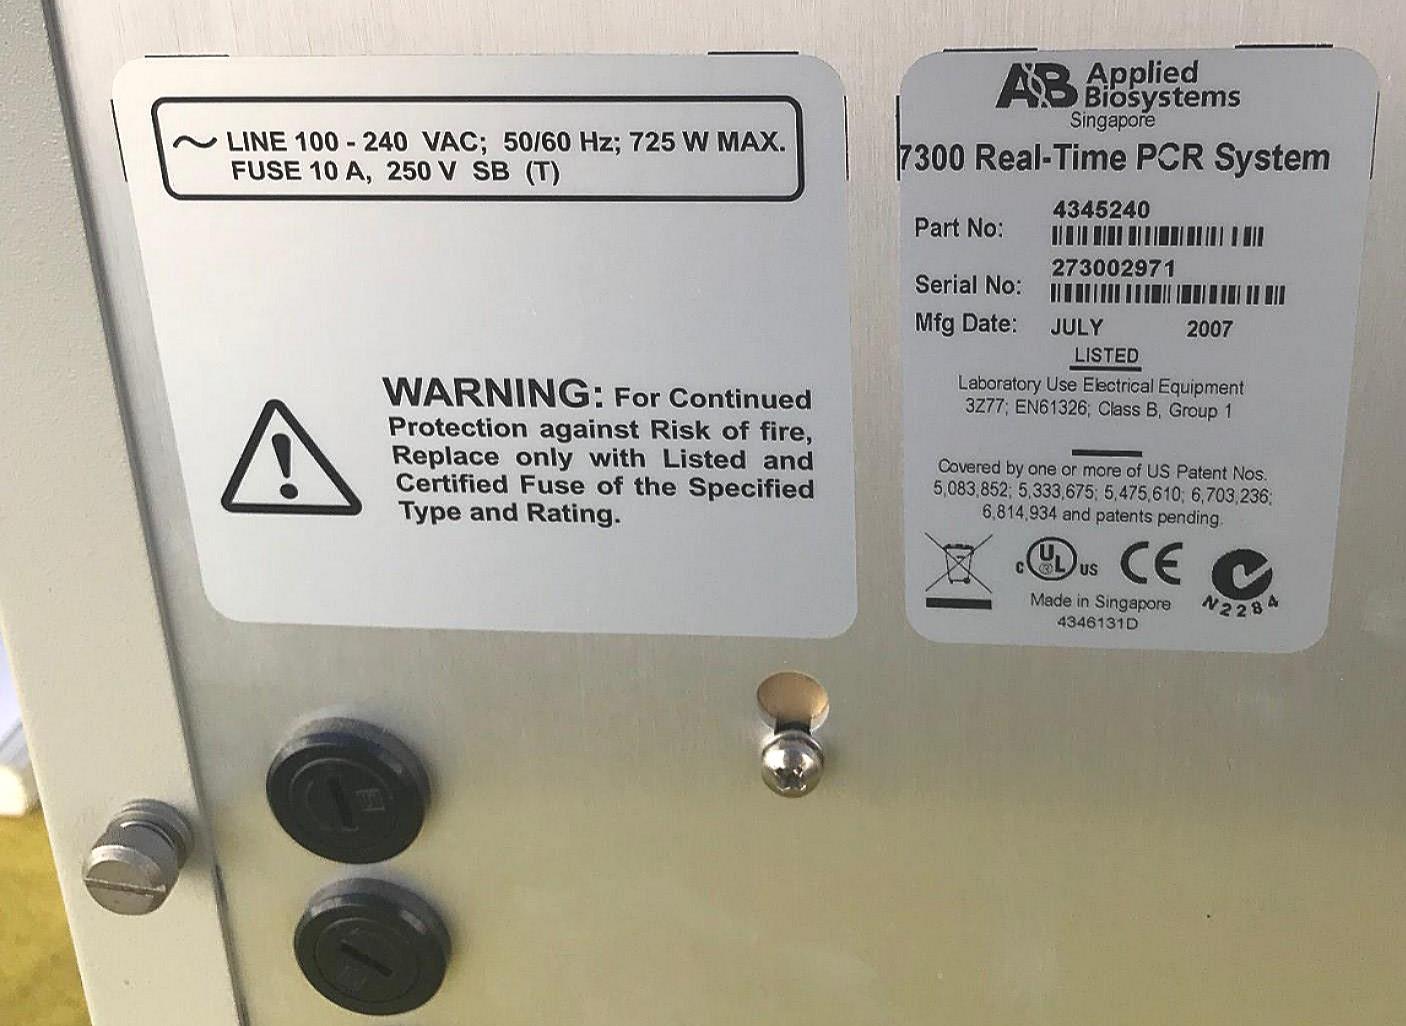 ~ LINE 100 - 240 VAC; 50/60 Hz; 725 W MAX.
FUSE 10 A, 250 V SB (T)
WARNING: For Continued
Protection against Risk of fire,
Replace only with Listed and
Certified Fuse of the Specified
Type and Rating.
AB Applied
Biosystems
Singapore
7300 Real-Time PCR System
Part No: 4345240
Serial No: 273002971
Mfg Date: JULY 2007
LISTED
Laboratory Use Electrical Equipment
3Z77; EN61326; Class B, Group 1
Covered by one or more of US Patent Nos.
5,083,852; 5,333,675; 5,475,610; 6,703,236;
6,814,934 and patents pending.
C UL US CE
N2284
Made in Singapore
4346131D